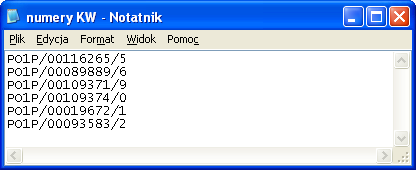 numery KW - Notatnik
Plik Edycja Format Widok Pomoc
PO1P/00116265/5
PO1P/00089889/6
PO1P/00109371/9
PO1P/00109374/0
PO1P/00019672/1
PO1P/00093583/2